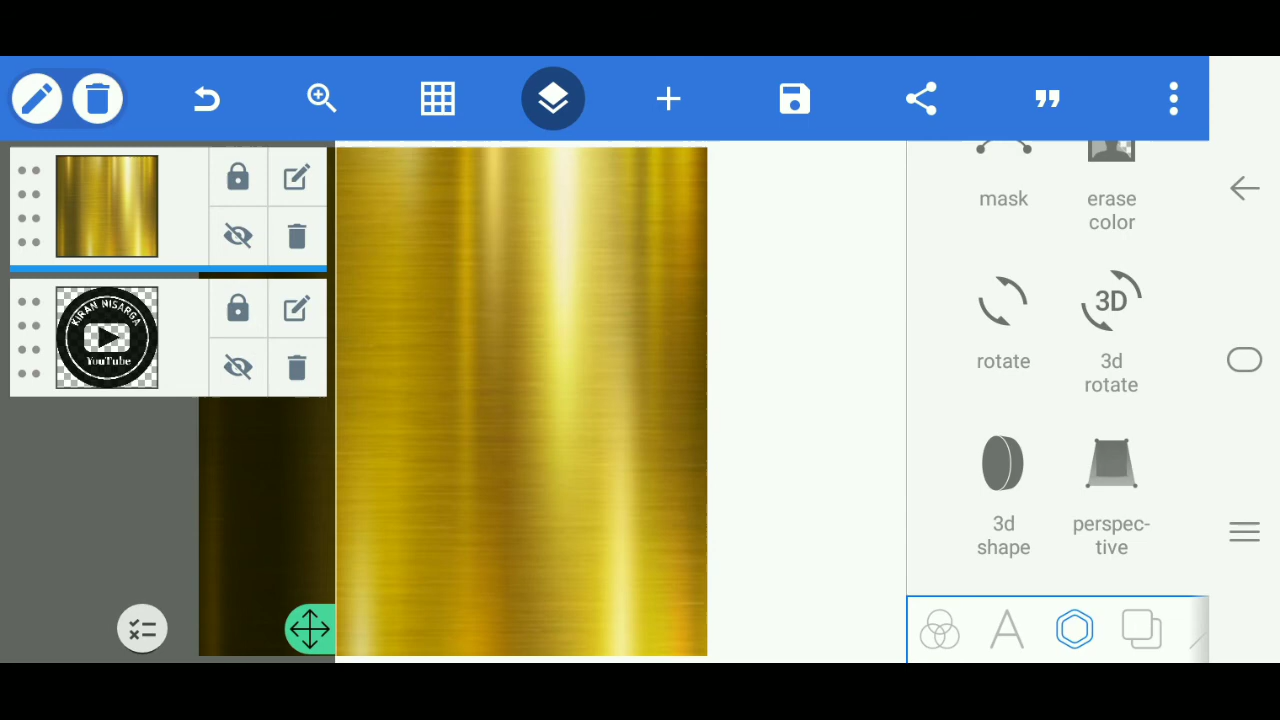 mask
erase
color
KIRAN NISARGA
YouTube
3D
rotate
3d
rotate
3d
shape
perspec-
tive